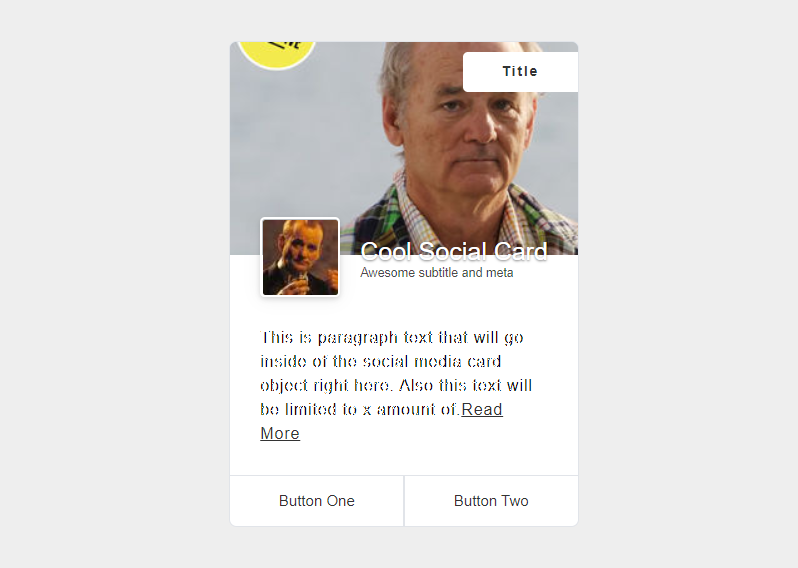 Title
Cool Social Card
Awesome subtitle and meta
This is paragraph text that will go
inside of the social media card
object right here. Also this text will
be limited to x amount of.Read
More
Button One
Button Two